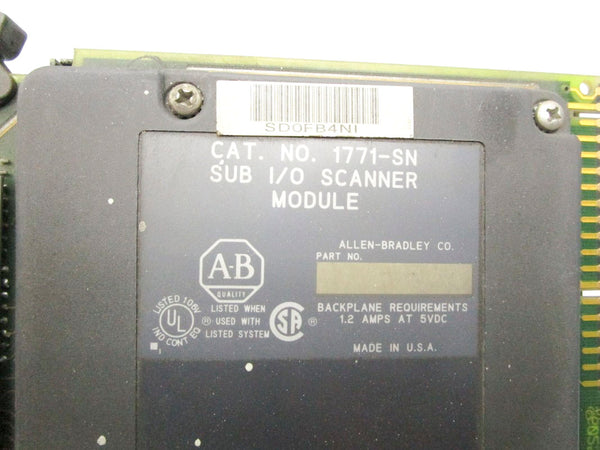 SD0FB4NI
CAT. NO. 1771-SN
SUB I/O SCANNER
MODULE
ALLEN-BRADLEY CO.
PART NO.
A-B
QUALITY
LISTED 106V
UL
IND CONT EQ
® LISTED WHEN
USED WITH
LISTED SYSTEM
SA ®
BACKPLANE REQUIREMENTS
1.2 AMPS AT 5VDC
MADE IN U.S.A.